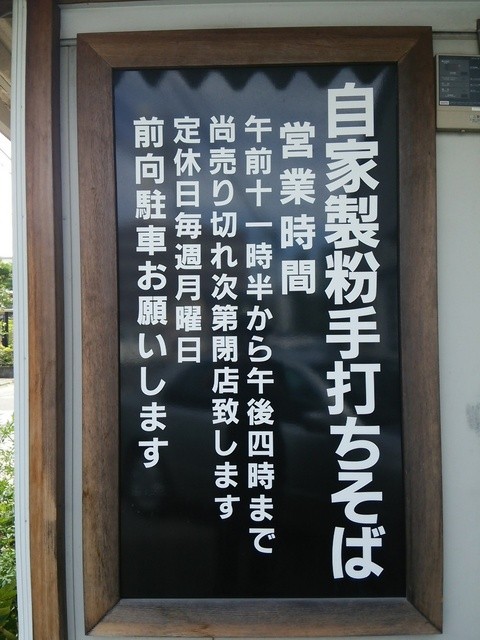 自家製粉手打ちそば
営業時間
午前十一時半から午後四時まで
尚売り切れ次第閉店致します
定休日毎週月曜日
前向駐車お願いします